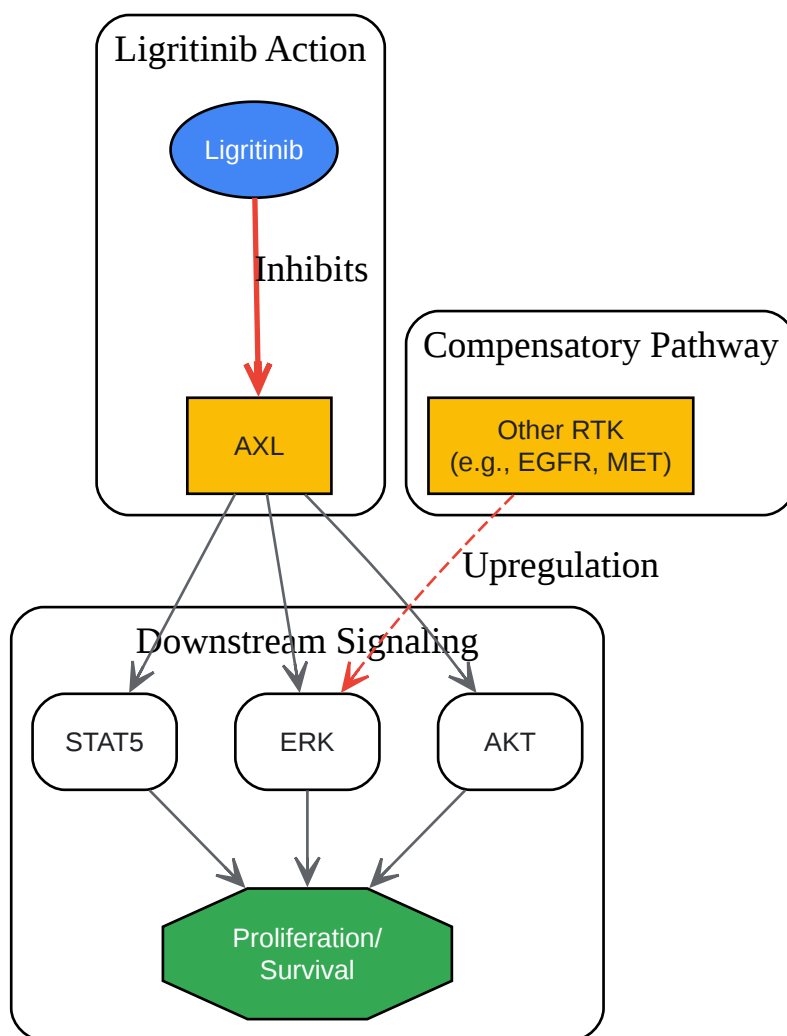 Ligritinib Action
Ligritinib
Inhibits
Compensatory Pathway
AXL
Other RTK
(e.g., EGFR, MET)
Upregulation
Downstream Signaling
STAT5
ERK
AKT
Proliferation/
Survival